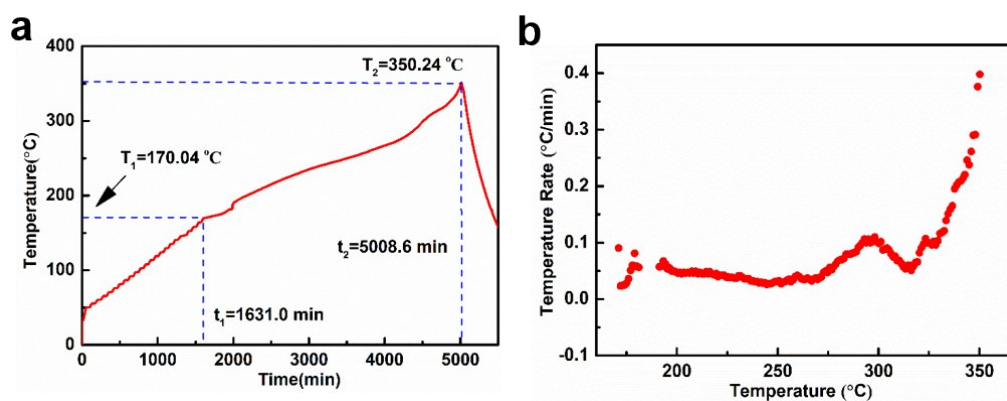 a
400
300
200
100
0
Temperature(°C)
T₂=350.24 °C
T₁=170.04 °C
t₂=5008.6 min
t₁=1631.0 min
0 1000 2000 3000 4000 5000
Time(min)
b
0.4
0.3
0.2
0.1
0.0
-0.1
Temperature Rate (°C/min)
200 250 300 350
Temperature (°C)